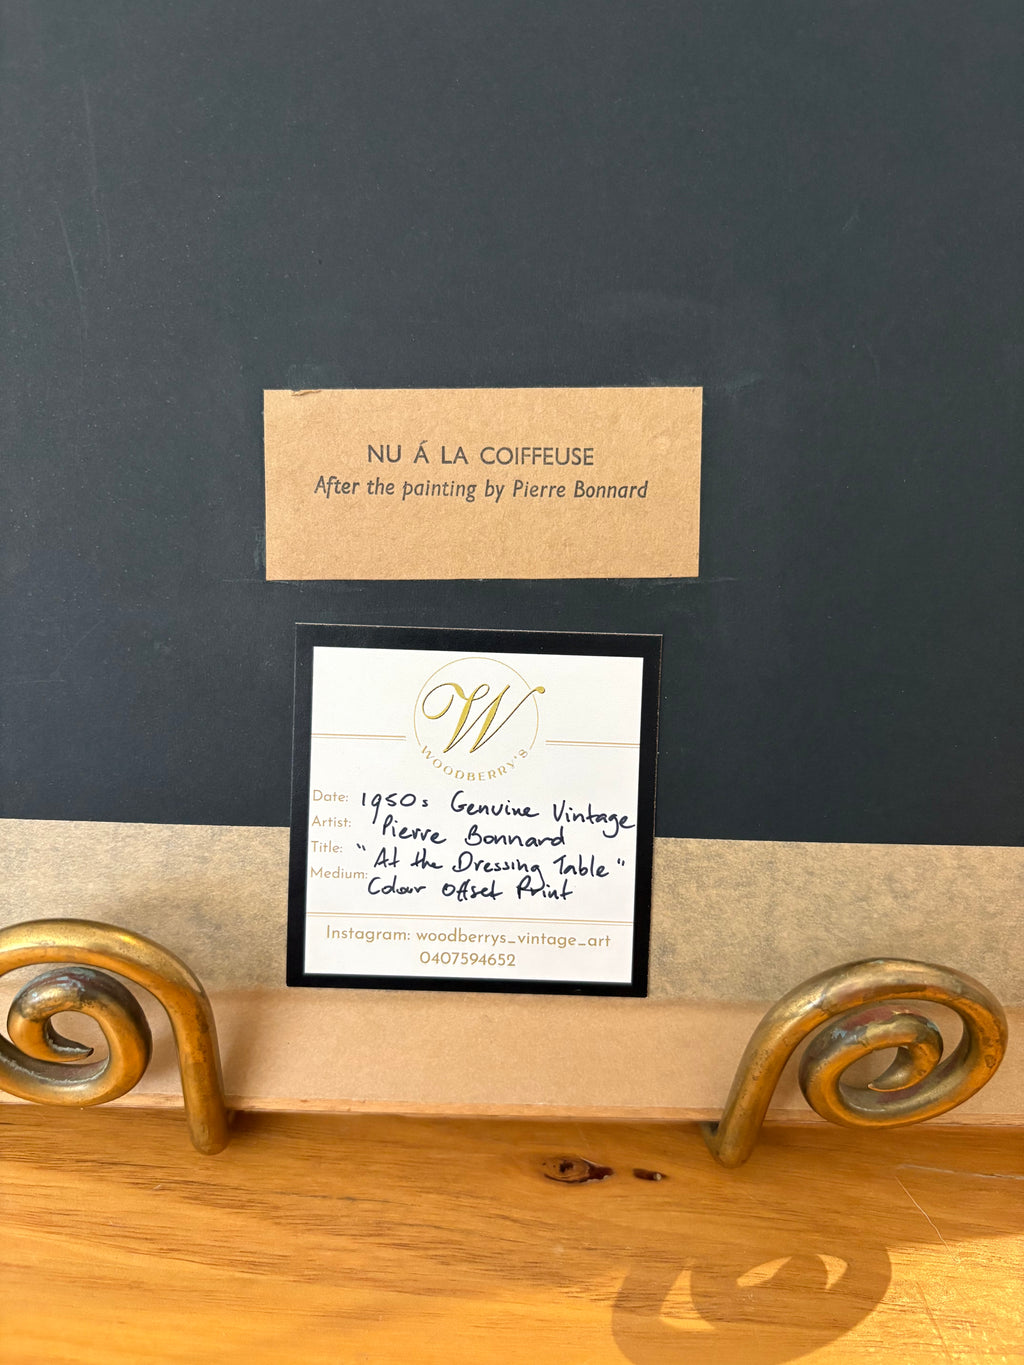 NU Á LA COIFFEUSE
After the painting by Pierre Bonnard
W
WOODBERRY'S
Date: 1950s Genuine Vintage
Artist: Pierre Bonnard
Title: "At the Dressing Table"
Medium: Colour Offset Print
Instagram: woodberrys_vintage_art
0407594652